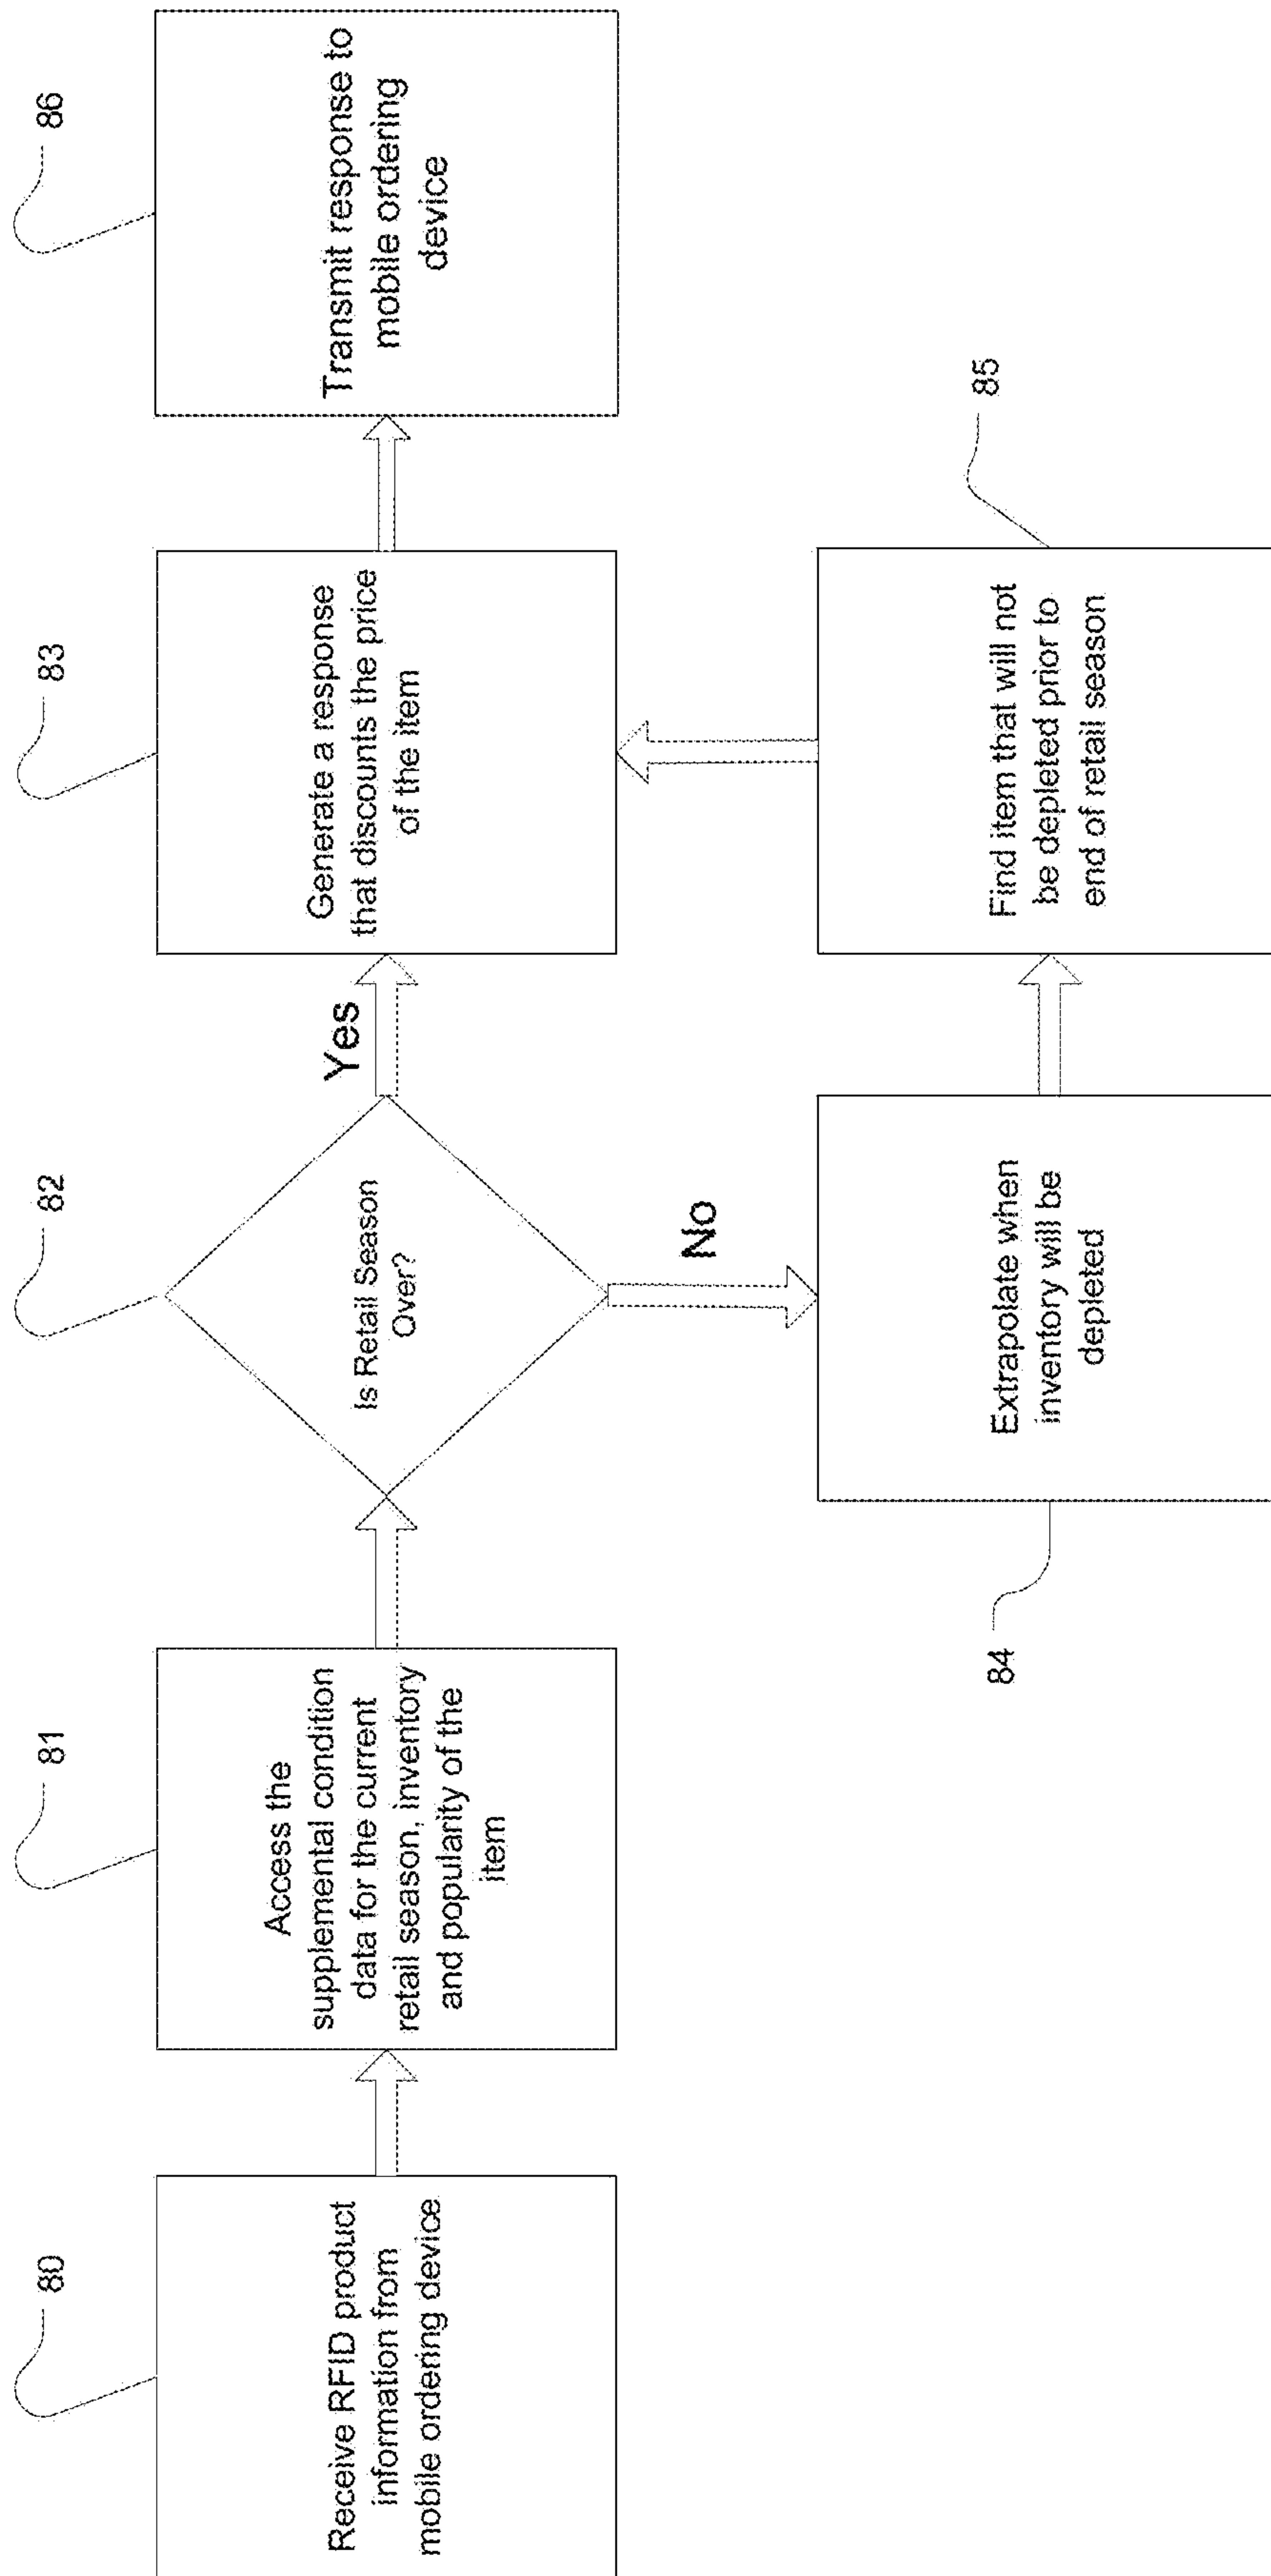 80
Receive RFID product
information from
mobile ordering device
81
Access the
supplemental condition
data for the current
retail season, inventory
and popularity of the
item
82
Is Retail Season
Over?
Yes
No
83
Generate a response
that discounts the price
of the item
84
Extrapolate when
inventory will be
depleted
85
Find item that will not
be depleted prior to
end of retail season
86
Transmit response to
mobile ordering
device